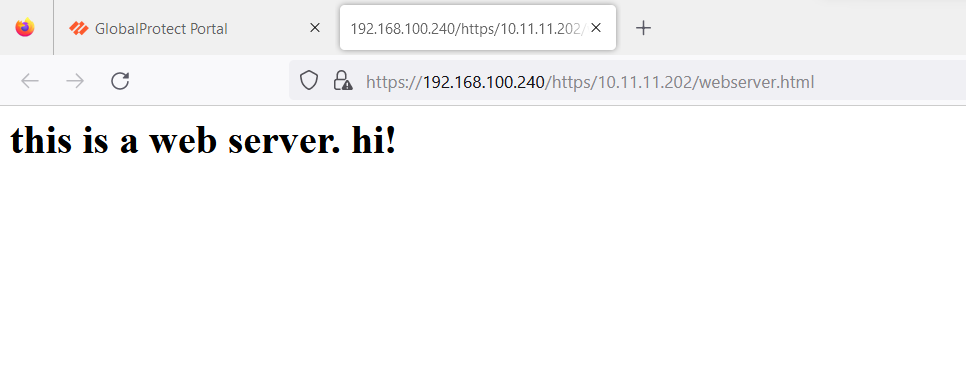 GlobalProtect Portal
192.168.100.240/https/10.11.11.202/
https://192.168.100.240/https/10.11.11.202/webserver.html
this is a web server. hi!